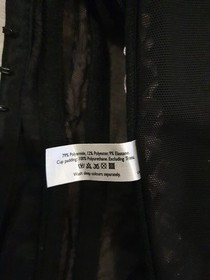 79% Polyamide, 12% Polyester, 9% Elastane.
Cup padding: 100% Polyurethane. Excluding Trims.
Wash deep colours separately.